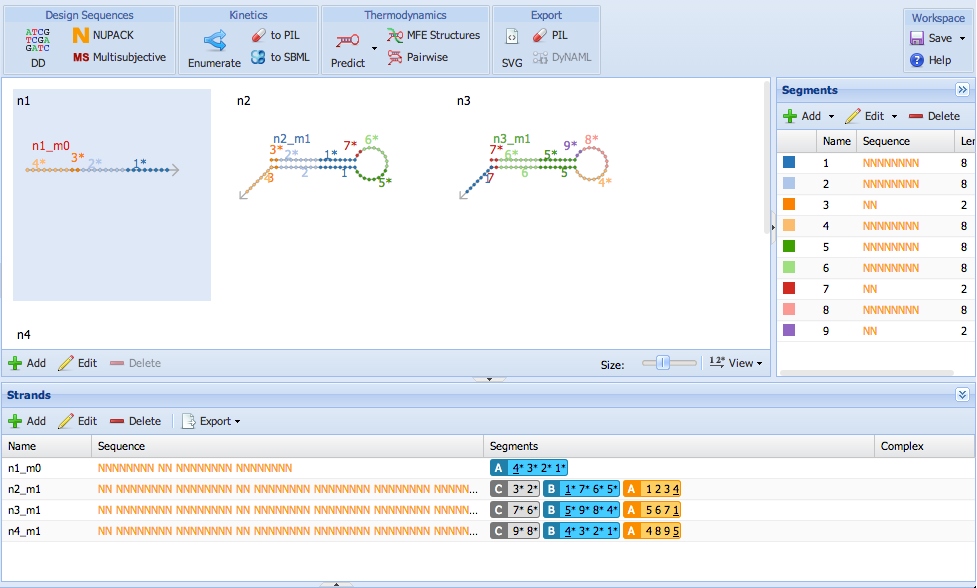 Design Sequences Kinetics Thermodynamics Export Workspace
ATCG
TCGA
GATC
DD
NUPACK
MS Multisubjective
Enumerate
to PIL
to SBML
Predict
MFE Structures
Pairwise
SVG
PIL
DyNAML
Save
Help
n1
n1_m0
4* 3* 2* 1*
n2
n2_m1
3* 2* 1* 7* 6*
4 3 2 1 5*
n3
n3_m1
7* 6* 5* 9* 8*
1 7 6 5 4*
n4
Add Edit Delete Size: 1 2* View
Segments
Add Edit Delete
Name Sequence Len
1 NNNNNNNN 8
2 NNNNNNNN 8
3 NN 2
4 NNNNNNNN 8
5 NNNNNNNN 8
6 NNNNNNNN 8
7 NN 2
8 NNNNNNNN 8
9 NN 2
Strands
Add Edit Delete Export
Name Sequence Segments Complex
n1_m0 NNNNNNNN NN NNNNNNNN NNNNNNNN A 4* 3* 2* 1*
n2_m1 NN NNNNNNNN NNNNNNNN NN NNNNNNNN NNNNNNNN NNNNNNNN NNNNN... C 3* 2* B 1* 7* 6* 5* A 1 2 3 4
n3_m1 NN NNNNNNNN NNNNNNNN NN NNNNNNNN NNNNNNNN NNNNNNNN NNNNN... C 7* 6* B 5* 9* 8* 4* A 5 6 7 1
n4_m1 NN NNNNNNNN NNNNNNNN NN NNNNNNNN NNNNNNNN NNNNNNNN NNNNN... C 9* 8* B 4* 3* 2* 1* A 4 8 9 5